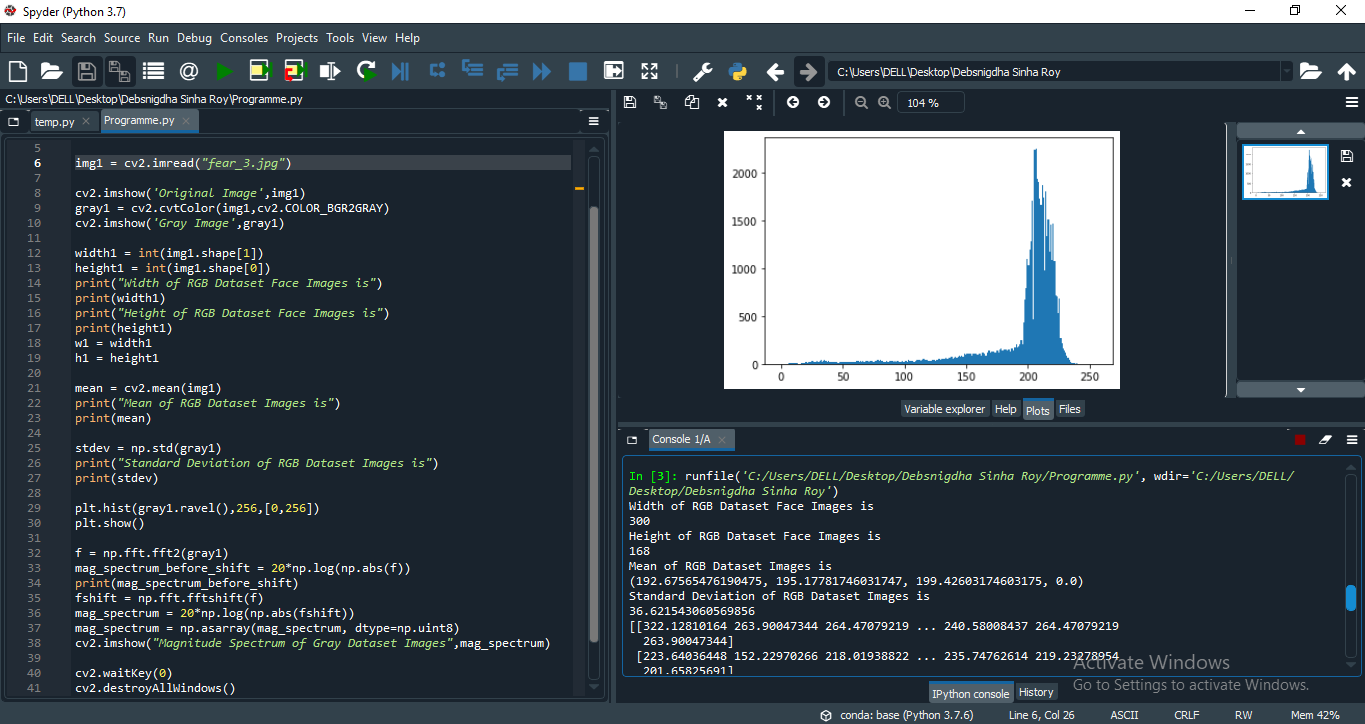 Spyder (Python 3.7)
File Edit Search Source Run Debug Consoles Projects Tools View Help
C:\Users\DELL\Desktop\Debsnigdha Sinha Roy
C:\Users\DELL\Desktop\Debsnigdha Sinha Roy\Programme.py
temp.py
Programme.py
5
6 img1 = cv2.imread("fear_3.jpg")
7
8 cv2.imshow('Original Image',img1)
9 gray1 = cv2.cvtColor(img1,cv2.COLOR_BGR2GRAY)
10 cv2.imshow('Gray Image',gray1)
11
12 width1 = int(img1.shape[1])
13 height1 = int(img1.shape[0])
14 print("Width of RGB Dataset Face Images is")
15 print(width1)
16 print("Height of RGB Dataset Face Images is")
17 print(height1)
18 w1 = width1
19 h1 = height1
20
21 mean = cv2.mean(img1)
22 print("Mean of RGB Dataset Images is")
23 print(mean)
24
25 stdev = np.std(gray1)
26 print("Standard Deviation of RGB Dataset Images is")
27 print(stdev)
28
29 plt.hist(gray1.ravel(),256,[0,256])
30 plt.show()
31
32 f = np.fft.fft2(gray1)
33 mag_spectrum_before_shift = 20*np.log(np.abs(f))
34 print(mag_spectrum_before_shift)
35 fshift = np.fft.fftshift(f)
36 mag_spectrum = 20*np.log(np.abs(fshift))
37 mag_spectrum = np.asarray(mag_spectrum, dtype=np.uint8)
38 cv2.imshow("Magnitude Spectrum of Gray Dataset Images",mag_spectrum)
39
40 cv2.waitKey(0)
41 cv2.destroyAllWindows()
104 %
2000
1500
1000
500
0
0 50 100 150 200 250
Variable explorer Help Plots Files
Console 1/A
In [3]: runfile('C:/Users/DELL/Desktop/Debsnigdha Sinha Roy/Programme.py', wdir='C:/Users/DELL/
Desktop/Debsnigdha Sinha Roy')
Width of RGB Dataset Face Images is
300
Height of RGB Dataset Face Images is
168
Mean of RGB Dataset Images is
(192.67565476190475, 195.17781746031747, 199.42603174603175, 0.0)
Standard Deviation of RGB Dataset Images is
36.621543060569856
[[322.12810164 263.90047344 264.47079219 ... 240.58008437 264.47079219
263.90047344]
[223.64036448 152.22970266 218.01938822 ... 235.74762614 219.23278954
201.65825691]
Activate Windows
Go to Settings to activate Windows.
IPython console History
conda: base (Python 3.7.6) Line 6, Col 26 ASCII CRLF RW Mem 42%